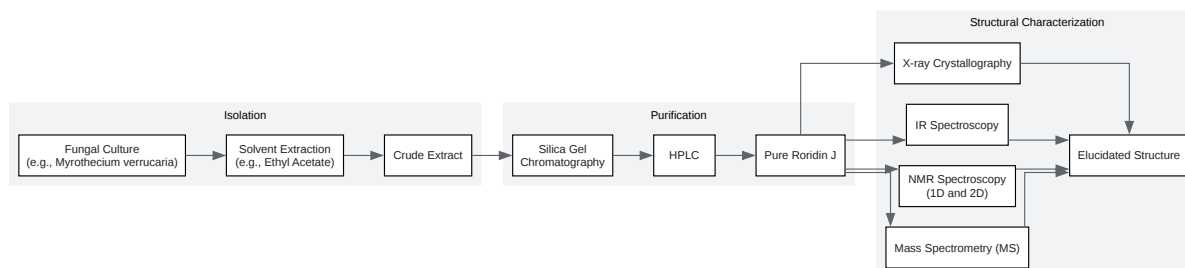 Isolation
Fungal Culture
(e.g., Myrothecium verrucaria)
Solvent Extraction
(e.g., Ethyl Acetate)
Crude Extract
Purification
Silica Gel
Chromatography
HPLC
Pure Roridin J
Structural Characterization
X-ray Crystallography
IR Spectroscopy
NMR Spectroscopy
(1D and 2D)
Mass Spectrometry (MS)
Elucidated Structure